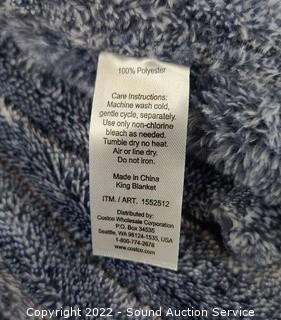 100% Polyester
Care Instructions:
Machine wash cold,
gentle cycle, separately.
Use only non-chlorine
bleach as needed.
Tumble dry no heat.
Air or line dry.
Do not iron.
Made in China
King Blanket
ITM. / ART. 1552512
Distributed by:
Costco Wholesale Corporation
P.O. Box 34535
Seattle, WA 98124-1535, USA
1-800-774-2678
www.costco.com
Copyright 2022 - Sound Auction Service